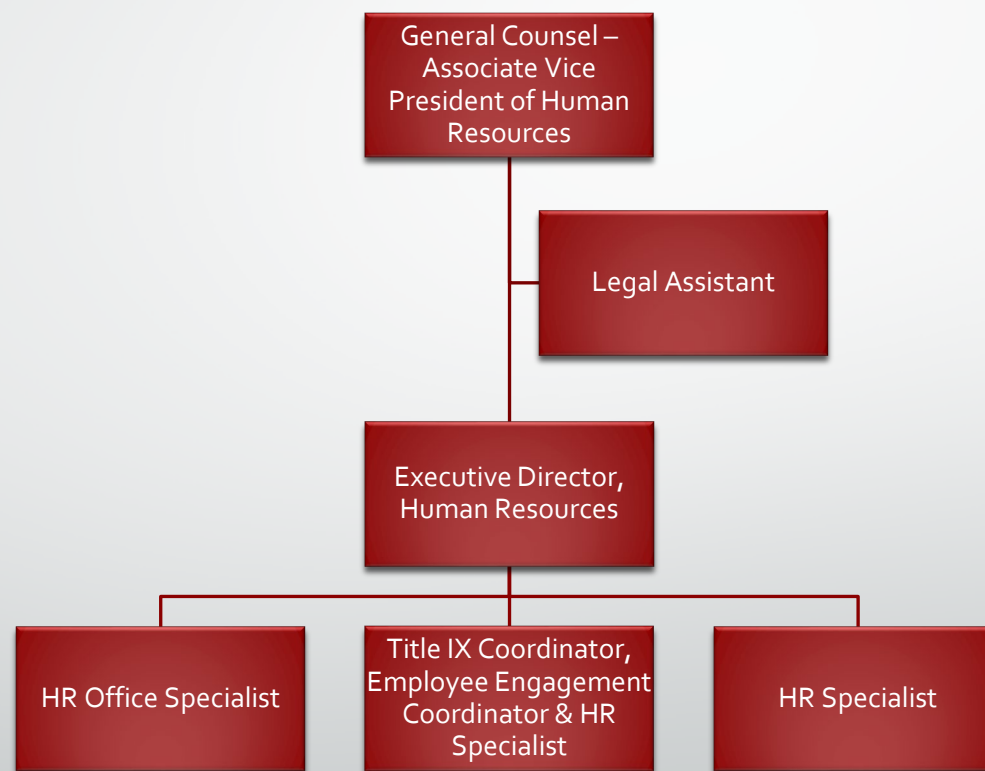 General Counsel –
Associate Vice
President of Human
Resources
Legal Assistant
Executive Director,
Human Resources
HR Office Specialist
Title IX Coordinator,
Employee Engagement
Coordinator & HR
Specialist
HR Specialist